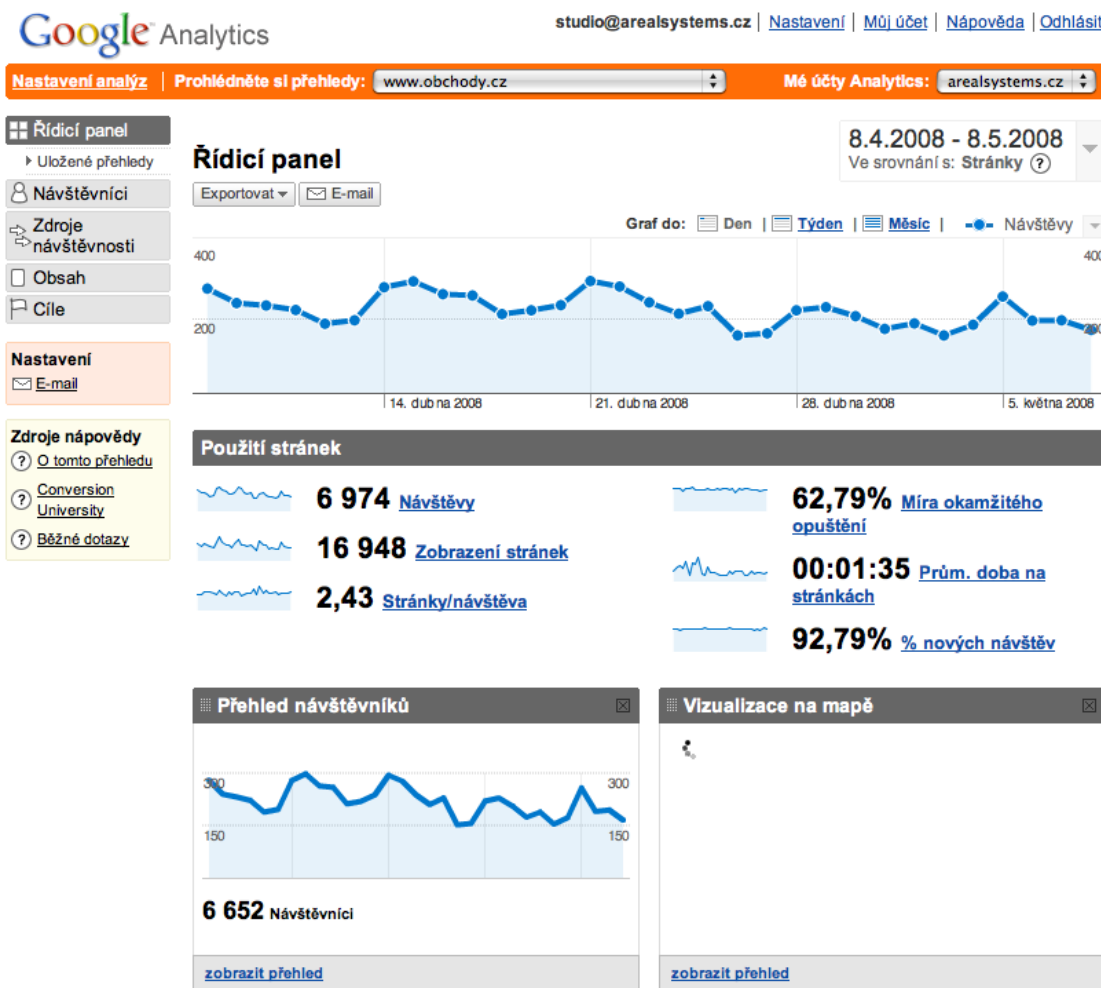 Google Analytics
studio@arealsystems.cz | Nastavení | Můj účet | Nápověda | Odhlásit
Nastavení analýz | Prohlédněte si přehledy: www.obchody.cz Mé účty Analytics: arealsystems.cz
Řídicí panel
Uložené přehledy
Návštěvníci
Zdroje
návštěvnosti
Obsah
Cíle
Nastavení
E-mail
Zdroje nápovědy
O tomto přehledu
Conversion
University
Běžné dotazy
Řídicí panel
8.4.2008 - 8.5.2008
Ve srovnání s: Stránky
Exportovat E-mail
Graf do: Den | Týden | Měsíc | Návštěvy
400 400
200 200
14. dubna 2008 21. dubna 2008 28. dubna 2008 5. května 2008
Použití stránek
6 974 Návštěvy
16 948 Zobrazení stránek
2,43 Stránky/návštěva
62,79% Míra okamžitého
opuštění
00:01:35 Prům. doba na
stránkách
92,79% % nových návštěv
Přehled návštěvníků
300 300
150 150
6 652 Návštěvníci
zobrazit přehled
Vizualizace na mapě
zobrazit přehled